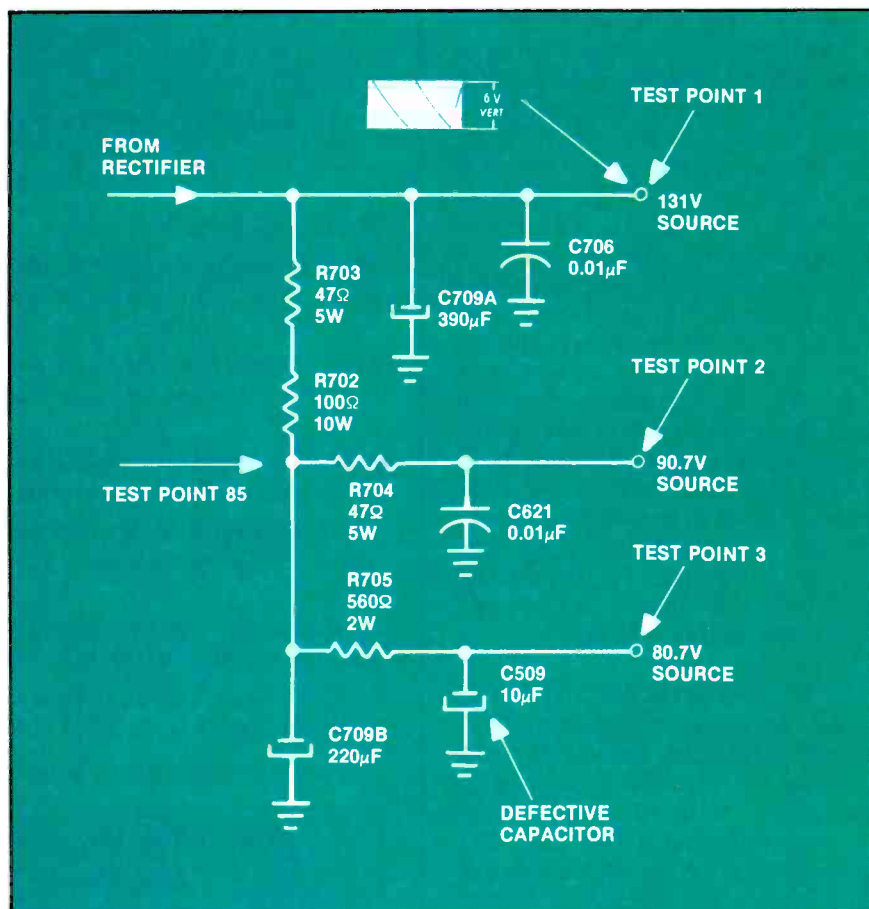 6 V
VERT
TEST POINT 1
FROM
RECTIFIER
131V
SOURCE
C706
0.01µF
R703
47Ω
5W
C709A
390µF
R702
100Ω
10W
TEST POINT 2
TEST POINT 85
90.7V
SOURCE
R704
47Ω
5W
C621
0.01µF
TEST POINT 3
R705
560Ω
2W
80.7V
SOURCE
C509
10µF
C709B
220µF
DEFECTIVE
CAPACITOR